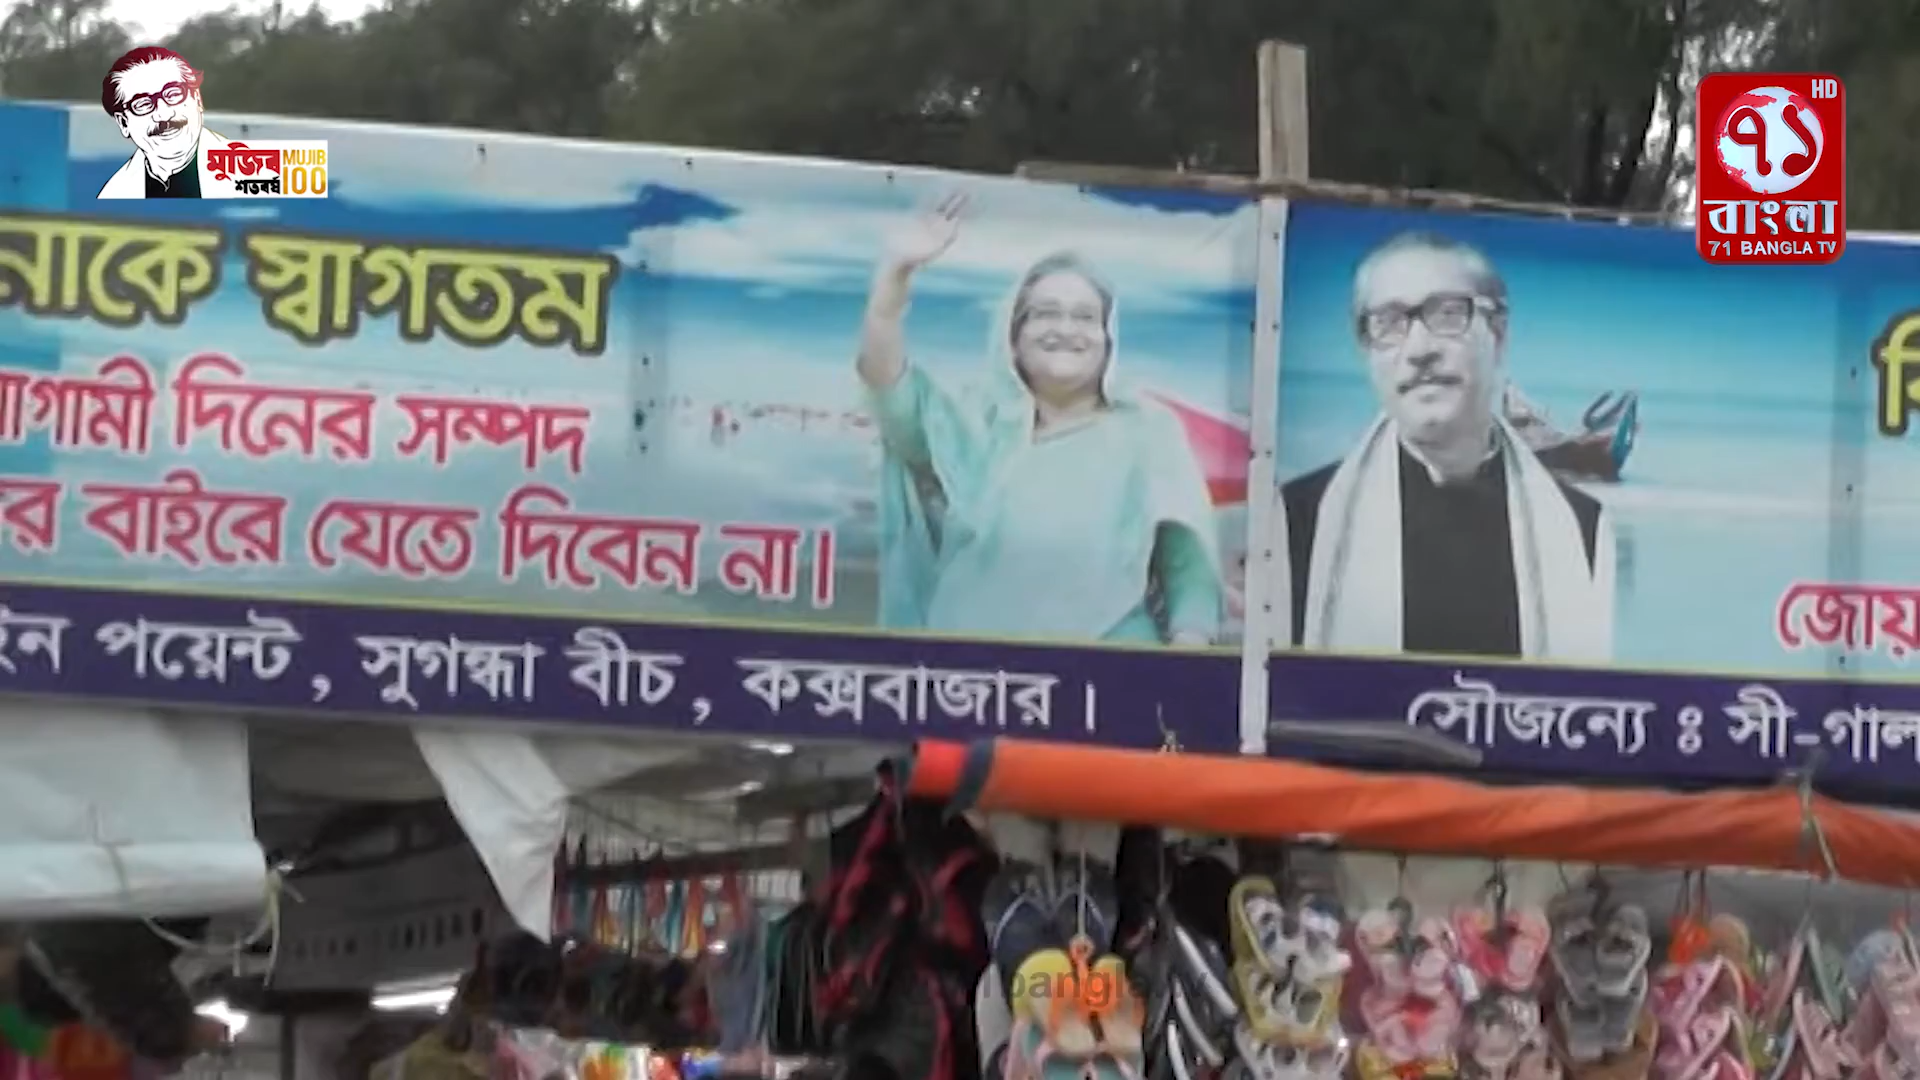 মুজিব
শতবর্ষ
MUJIB
100
HD
৭১
বাংলা
71 BANGLA TV
স্বাগতম
দিনের সম্পদ
বাইরে যেতে দিবেন না।
পয়েন্ট, সুগন্ধা বীচ, কক্সবাজার।
সৌজন্যে ঃ সী-গাল